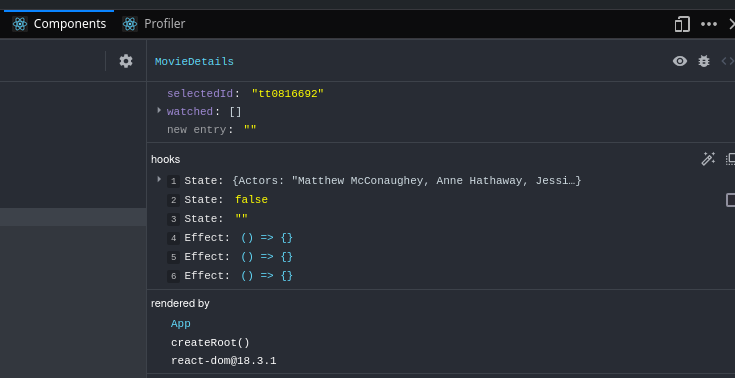 Components Profiler
MovieDetails
selectedId: "tt0816692"
watched: []
new entry: ""
hooks
1 State: {Actors: "Matthew McConaughey, Anne Hathaway, Jessi…}
2 State: false
3 State: ""
4 Effect: () => {}
5 Effect: () => {}
6 Effect: () => {}
rendered by
App
createRoot()
react-dom@18.3.1